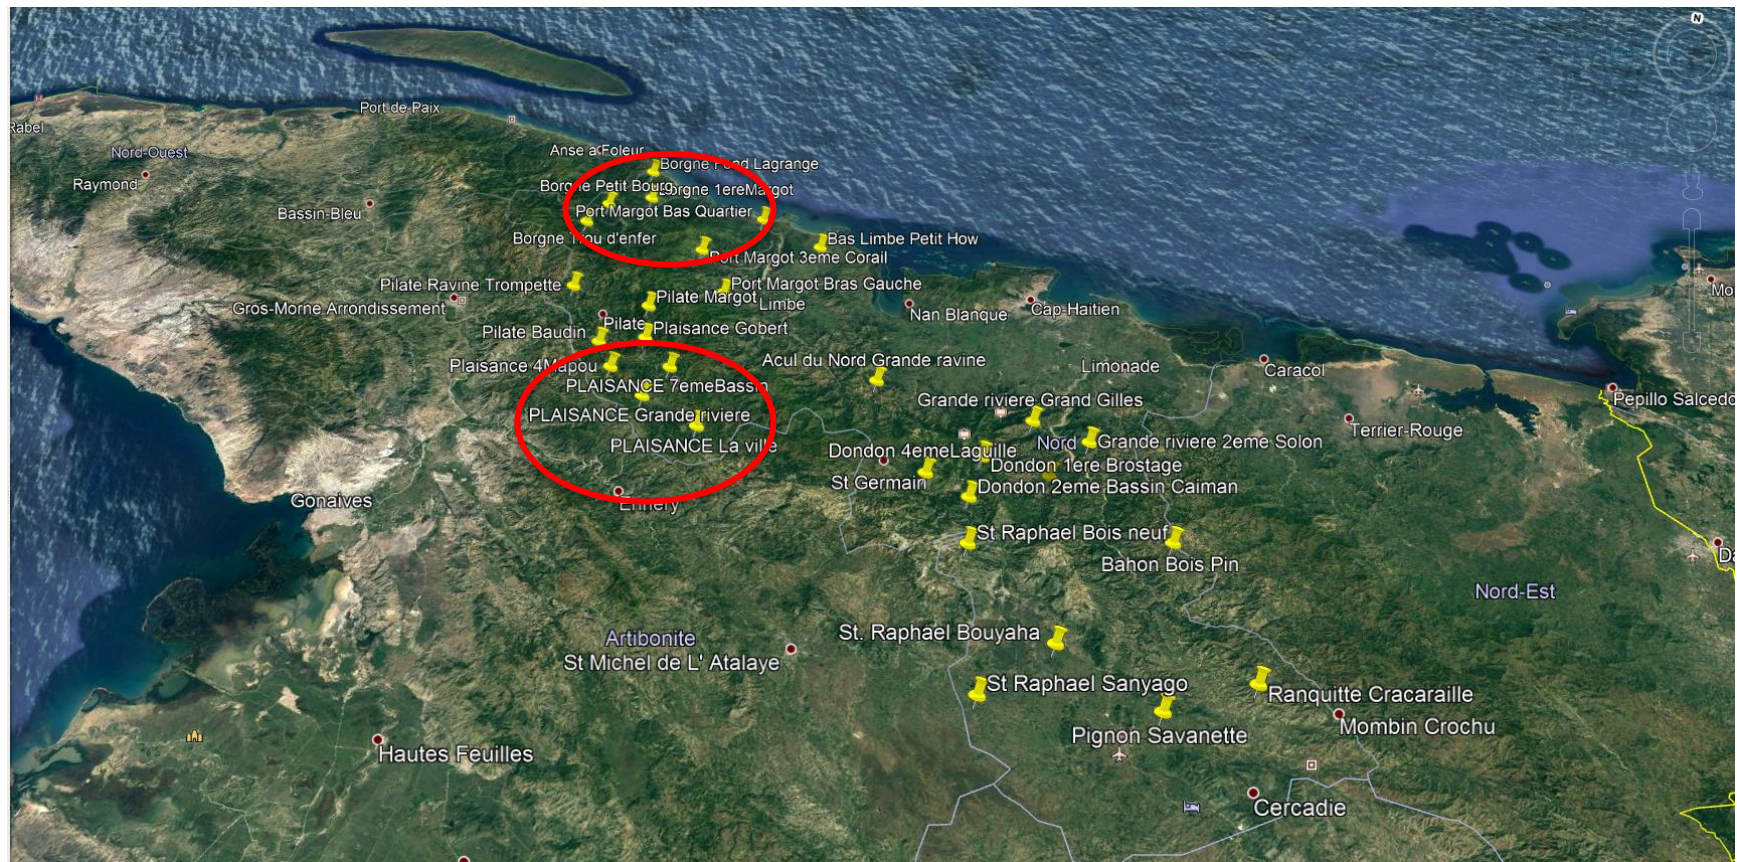 N
Port-de-Paix
Rabel
Nord-Ouest
Anse a Foleur
Borgne Fond Lagrange
Raymond
Borgne Petit Bourg
Borgne 1ereMargot
Bassin-Bleu
Port Margot Bas Quartier
Borgne Trou d'enfer
Bas Limbe Petit How
Port Margot 3eme Corail
Pilate Ravine Trompette
Port Margot Bras Gauche
Mo
Pilate Margot
Limbe
Gros-Morne Arrondissement
Nan Blanque
Cap-Haitien
Pilate
Pilate Baudin
Plaisance Gobert
Plaisance 4Mapou
Acul du Nord Grande ravine
Limonade
Caracol
PLAISANCE 7emeBassin
Grande riviere Grand Gilles
Pepillo Salcedo
PLAISANCE Grande riviere
Terrier-Rouge
PLAISANCE La ville
Nord
Grande riviere 2eme Solon
Dondon 4emeLaguille
Dondon 1ere Brostage
St Germain
Dondon 2eme Bassin Caiman
Gonaives
Ennery
St Raphael Bois neuf
Da
Bahon Bois Pin
Nord-Est
Artibonite
St. Raphael Bouyaha
St Michel de L' Atalaye
St Raphael Sanyago
Ranquitte Cracaraille
Mombin Crochu
Pignon Savanette
Hautes Feuilles
Cercadie